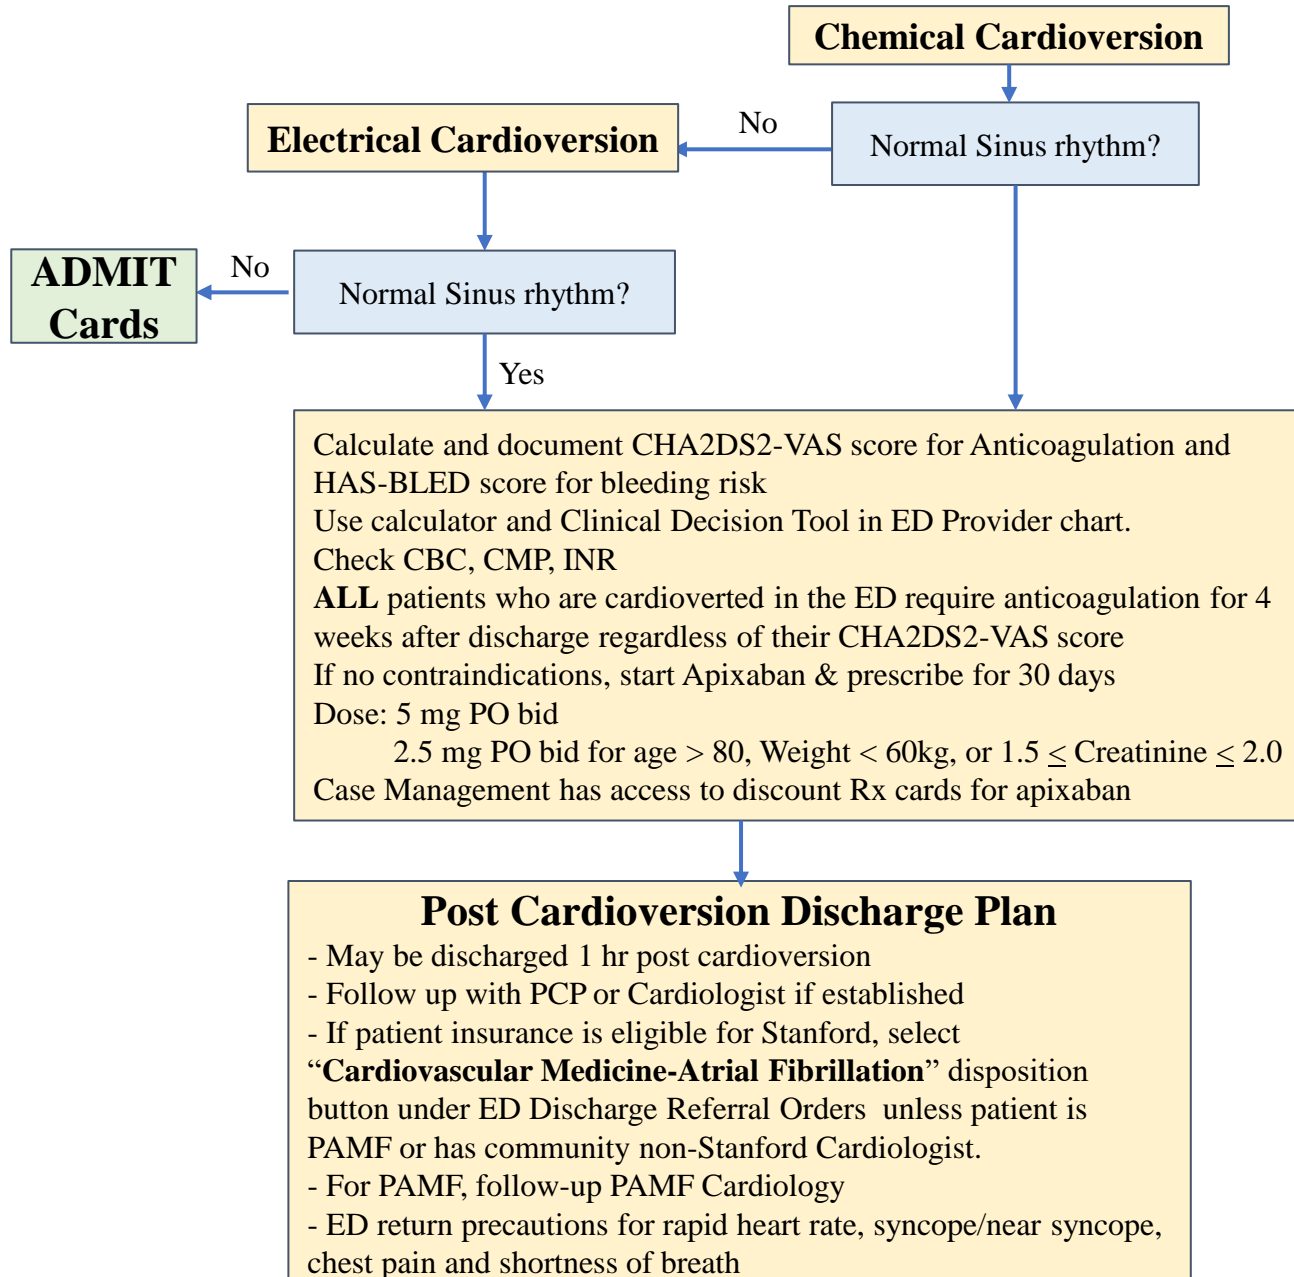 Chemical Cardioversion
Normal Sinus rhythm?
No
Electrical Cardioversion
Normal Sinus rhythm?
No
ADMIT
Cards
Yes
Calculate and document CHA2DS2-VAS score for Anticoagulation and
HAS-BLED score for bleeding risk
Use calculator and Clinical Decision Tool in ED Provider chart.
Check CBC, CMP, INR
ALL patients who are cardioverted in the ED require anticoagulation for 4
weeks after discharge regardless of their CHA2DS2-VAS score
If no contraindications, start Apixaban & prescribe for 30 days
Dose: 5 mg PO bid
2.5 mg PO bid for age > 80, Weight < 60kg, or 1.5 ≤ Creatinine ≤ 2.0
Case Management has access to discount Rx cards for apixaban
Post Cardioversion Discharge Plan
- May be discharged 1 hr post cardioversion
- Follow up with PCP or Cardiologist if established
- If patient insurance is eligible for Stanford, select
“Cardiovascular Medicine-Atrial Fibrillation” disposition
button under ED Discharge Referral Orders unless patient is
PAMF or has community non-Stanford Cardiologist.
- For PAMF, follow-up PAMF Cardiology
- ED return precautions for rapid heart rate, syncope/near syncope,
chest pain and shortness of breath